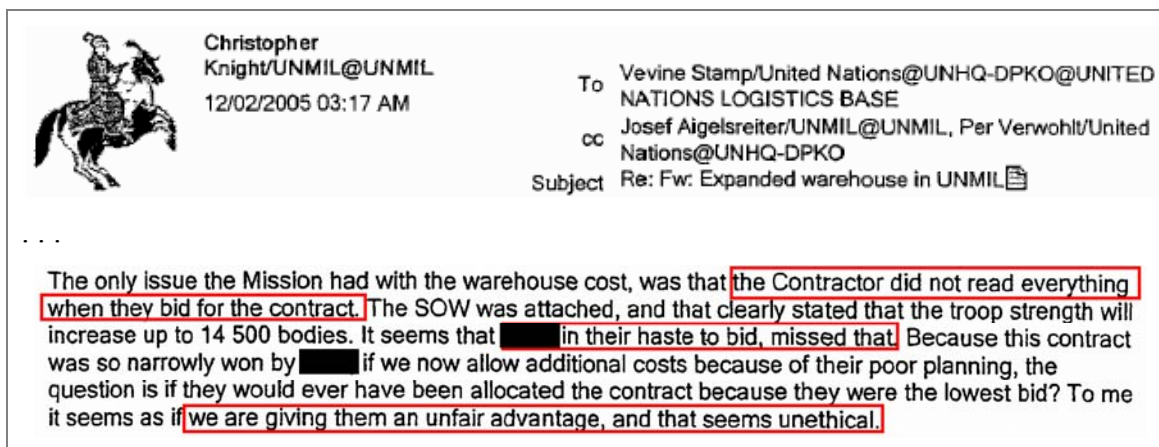 Christopher
Knight/UNMIL@UNMIL
12/02/2005 03:17 AM
To Vevine Stamp/United Nations@UNHQ-DPKO@UNITED
NATIONS LOGISTICS BASE
cc Josef Aigelsreiter/UNMIL@UNMIL, Per Verwohlt/United
Nations@UNHQ-DPKO
Subject Re: Fw: Expanded warehouse in UNMIL
. . .
The only issue the Mission had with the warehouse cost, was that the Contractor did not read everything
when they bid for the contract. The SOW was attached, and that clearly stated that the troop strength will
increase up to 14 500 bodies. It seems that in their haste to bid, missed that. Because this contract
was so narrowly won by if we now allow additional costs because of their poor planning, the
question is if they would ever have been allocated the contract because they were the lowest bid? To me
it seems as if we are giving them an unfair advantage, and that seems unethical.